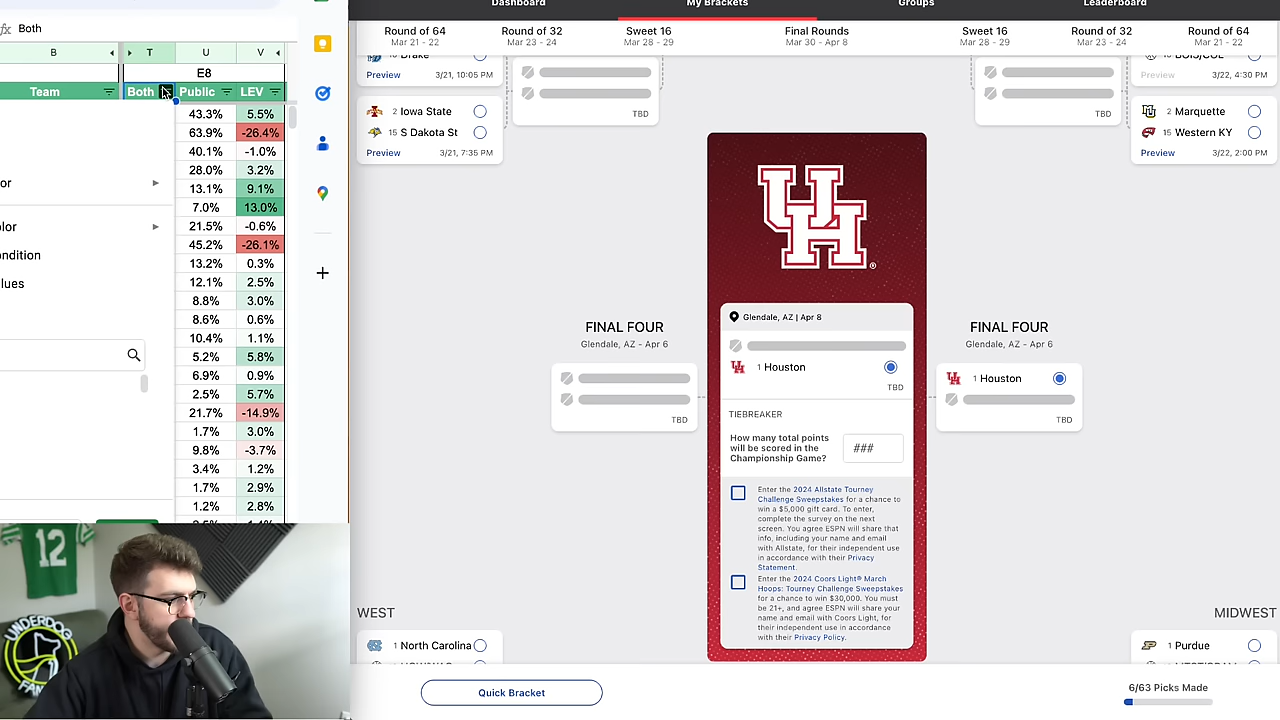 Dashboard
My Brackets
Groups
Leaderboard
Round of 64
Mar 21 - 22
Round of 32
Mar 23 - 24
Sweet 16
Mar 28 - 29
Final Rounds
Mar 30 - Apr 8
Sweet 16
Mar 28 - 29
Round of 32
Mar 23 - 24
Round of 64
Mar 21 - 22
fx Both
B T U V
E8
Team Both Public LEV
43.3% 5.5%
63.9% -26.4%
40.1% -1.0%
28.0% 3.2%
13.1% 9.1%
7.0% 13.0%
21.5% -0.6%
45.2% -26.1%
13.2% 0.3%
12.1% 2.5%
8.8% 3.0%
8.6% 0.6%
10.4% 1.1%
5.2% 5.8%
6.9% 0.9%
2.5% 5.7%
21.7% -14.9%
1.7% 3.0%
9.8% -3.7%
3.4% 1.2%
1.7% 2.9%
1.2% 2.8%
or
lor
ondition
lues
12
UNDERDOG
Drake
Preview 3/21, 10:05 PM
2 Iowa State
15 S Dakota St
Preview 3/21, 7:35 PM
TBD
TBD
BOIS/COL
Preview 3/22, 4:30 PM
2 Marquette
15 Western KY
Preview 3/22, 2:00 PM
UH
Glendale, AZ | Apr 8
1 Houston
TBD
TIEBREAKER
How many total points
will be scored in the
Championship Game?
###
Enter the 2024 Allstate Tourney
Challenge Sweepstakes for a chance to
win a $5,000 gift card. To enter,
complete the survey on the next
screen. You agree ESPN will share that
info, including your name and email
with Allstate, for their independent use
in accordance with their Privacy
Statement.
Enter the 2024 Coors Light® March
Hoops: Tourney Challenge Sweepstakes
for a chance to win $30,000. You must
be 21+, and agree ESPN will share your
name and email with Coors Light, for
their independent use in accordance
with their Privacy Policy.
FINAL FOUR
Glendale, AZ - Apr 6
TBD
FINAL FOUR
Glendale, AZ - Apr 6
1 Houston
TBD
WEST
1 North Carolina
MIDWEST
1 Purdue
Quick Bracket
6/63 Picks Made